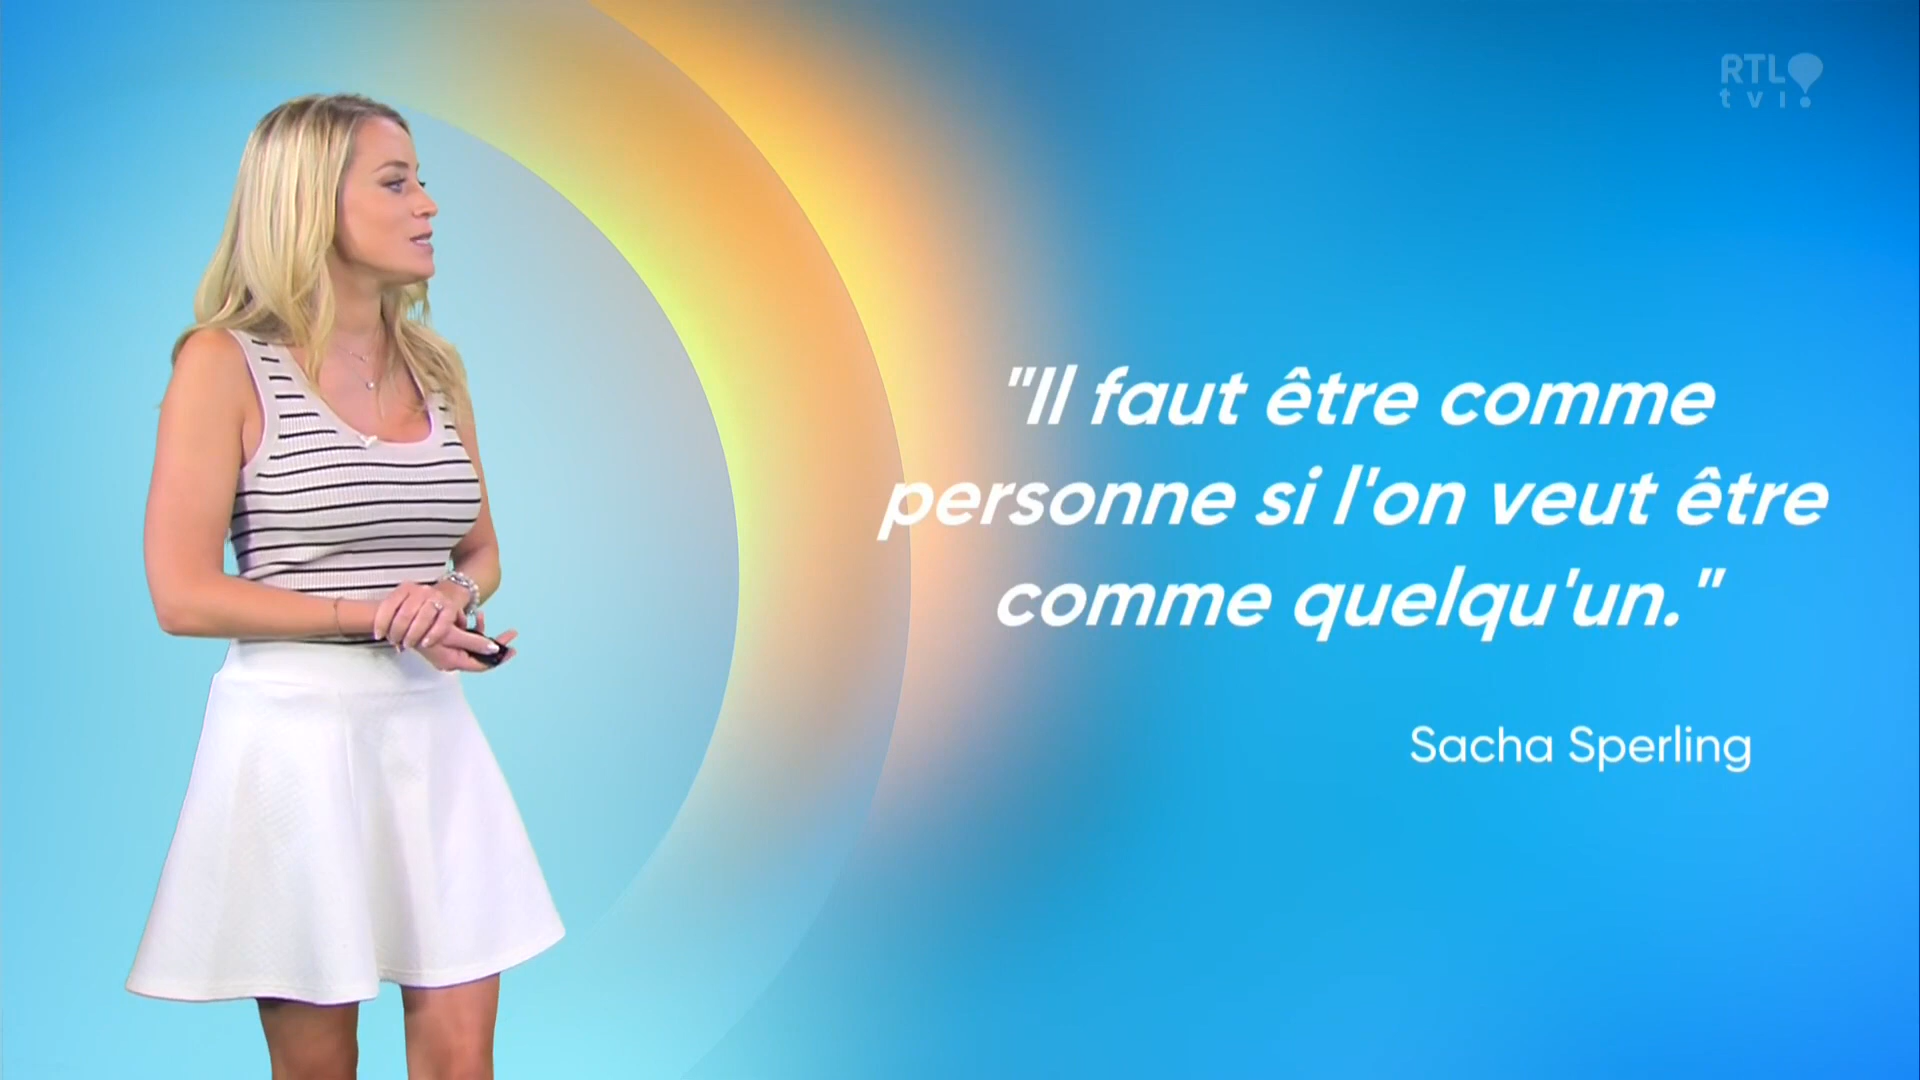 RTL
tvi
"Il faut être comme
personne si l'on veut être
comme quelqu'un."
Sacha Sperling